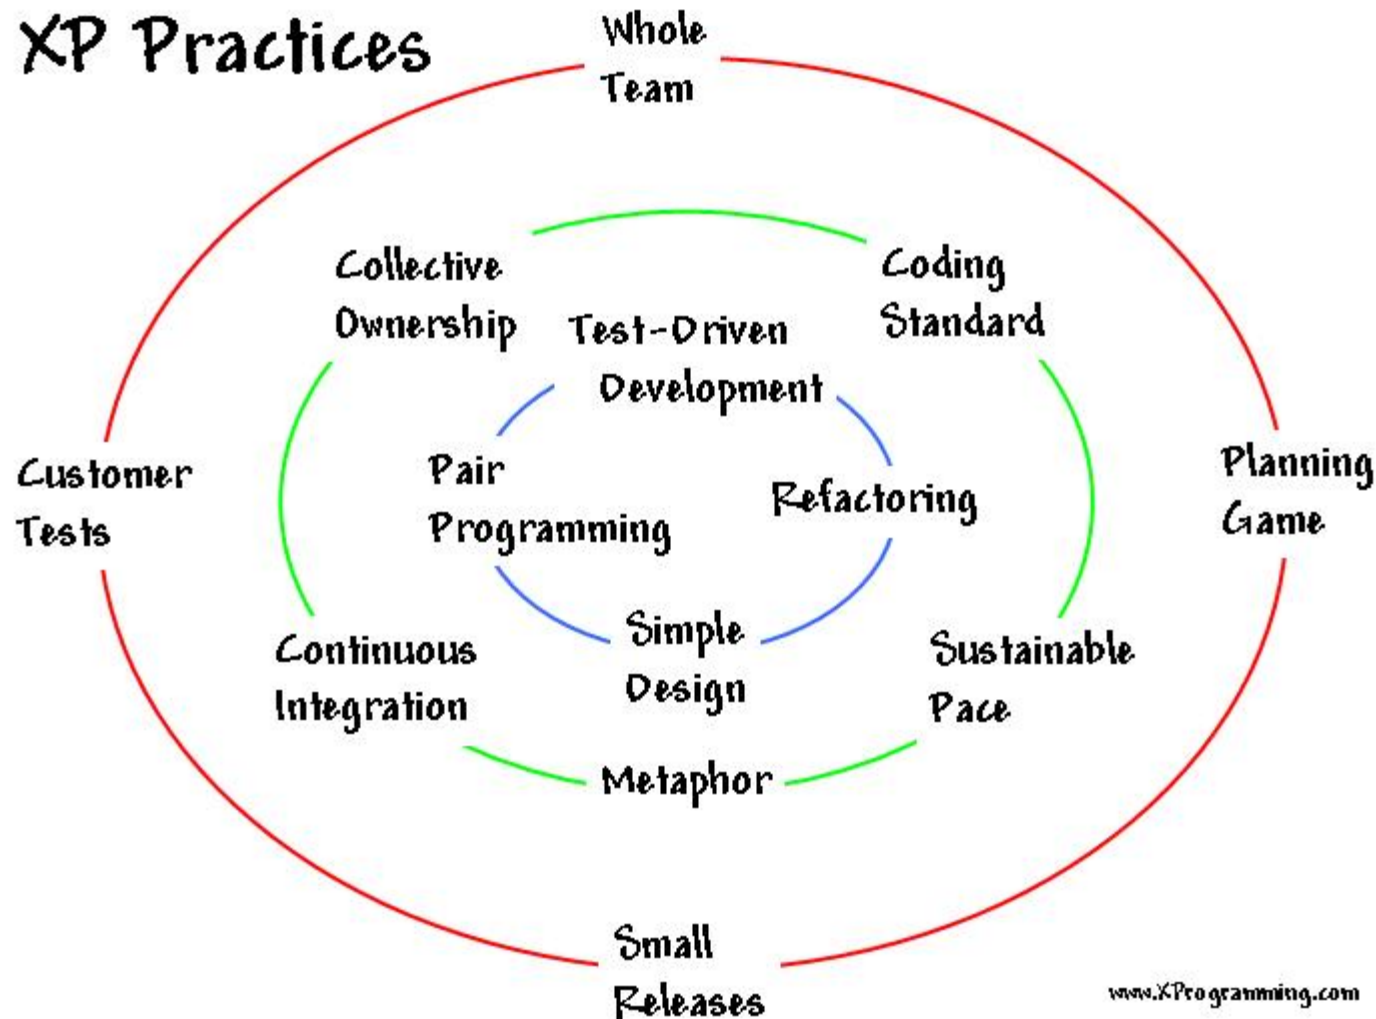 XP Practices
Whole
Team
Collective
Ownership
Coding
Standard
Test-Driven
Development
Customer
Tests
Pair
Programming
Refactoring
Planning
Game
Continuous
Integration
Simple
Design
Sustainable
Pace
Metaphor
Small
Releases
www.XProgramming.com